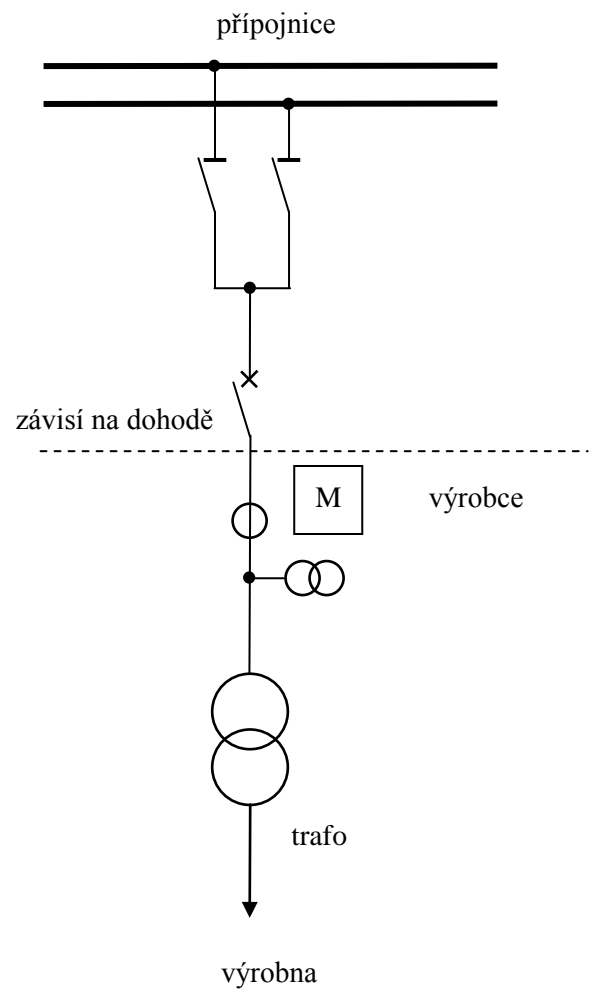 přípojnice
závisí na dohodě
M
výrobce
trafo
výrobna